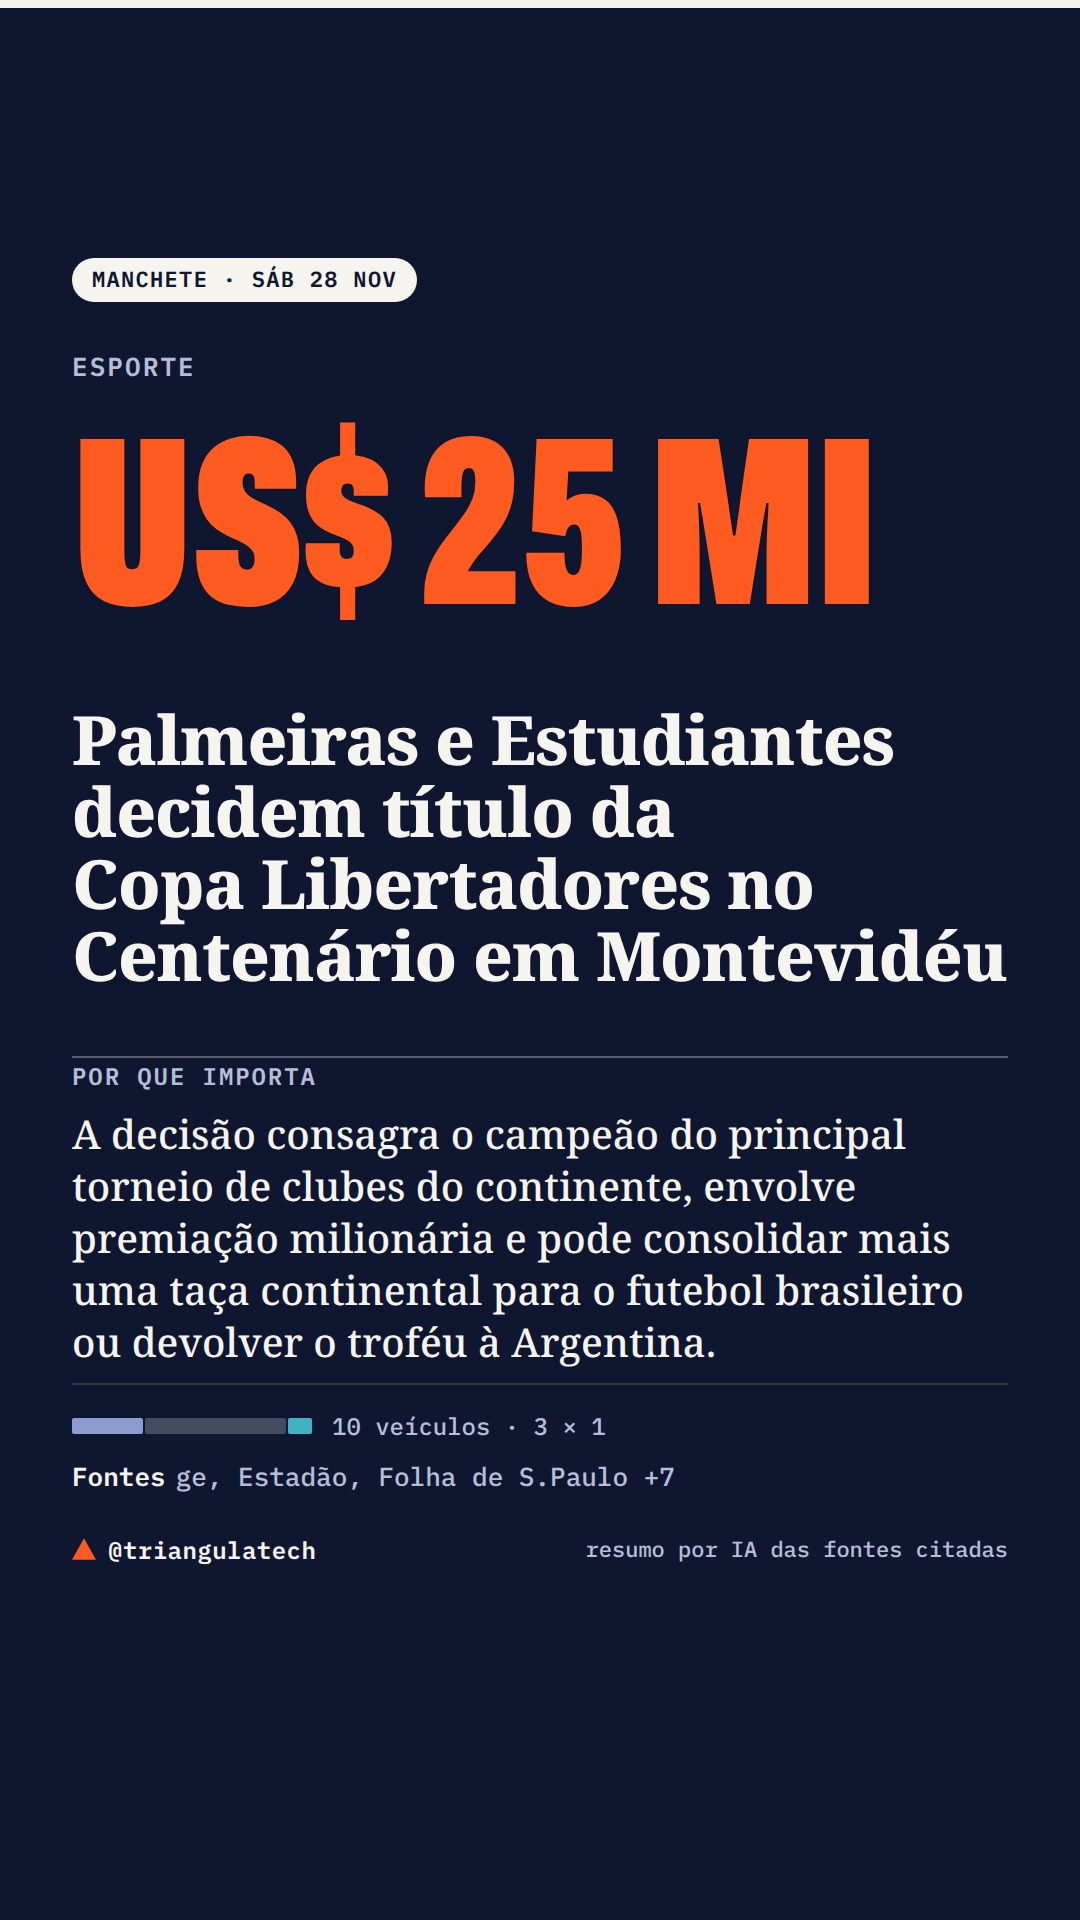 MANCHETE · SÁB 28 NOV
ESPORTE
US$ 25 MI
Palmeiras e Estudiantes
decidem título da
Copa Libertadores no
Centenário em Montevidéu
POR QUE IMPORTA
A decisão consagra o campeão do principal
torneio de clubes do continente, envolve
premiação milionária e pode consolidar mais
uma taça continental para o futebol brasileiro
ou devolver o troféu à Argentina.
10 veículos · 3 × 1
Fontes ge, Estadão, Folha de S.Paulo +7
@triangulatech
resumo por IA das fontes citadas